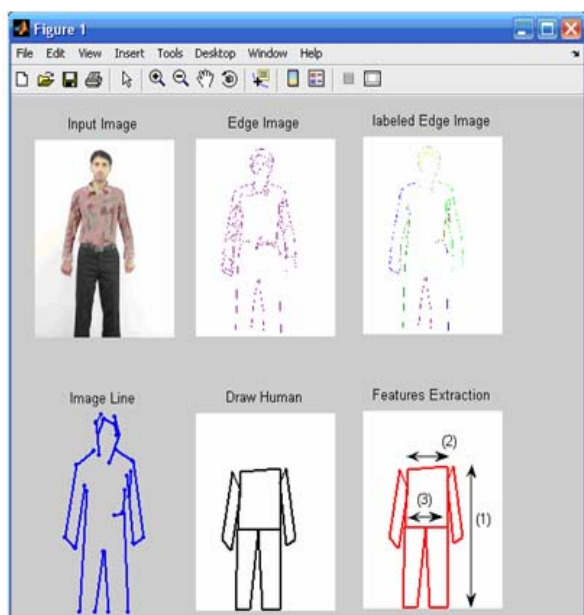 Figure 1
File Edit View Insert Tools Desktop Window Help
Input Image Edge Image labeled Edge Image
Image Line Draw Human Features Extraction
(2)
(3)
(1)